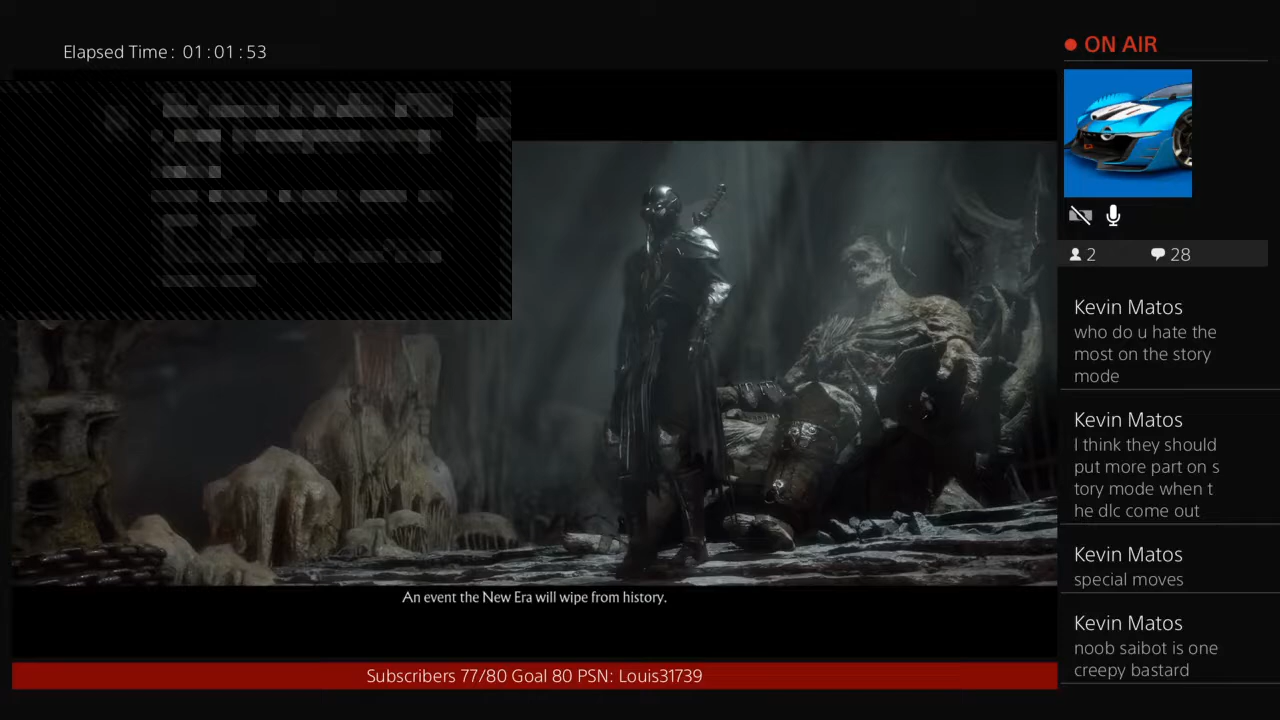 Elapsed Time: 01:01:53
ON AIR
2 28
Kevin Matos
who do u hate the
most on the story
mode
Kevin Matos
I think they should
put more part on s
tory mode when t
he dlc come out
Kevin Matos
special moves
Kevin Matos
noob saibot is one
creepy bastard
An event the New Era will wipe from history.
Subscribers 77/80 Goal 80 PSN: Louis31739